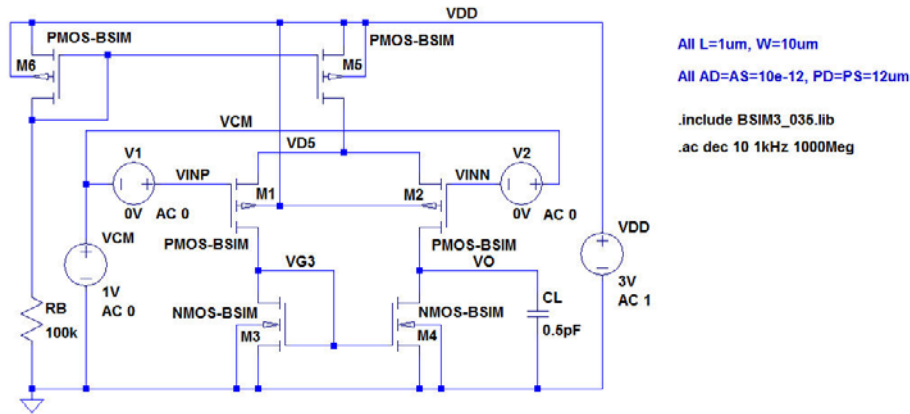 VDD
PMOS-BSIM
PMOS-BSIM
M6
M5
All L=1um, W=10um
All AD=AS=10e-12, PD=PS=12um
.include BSIM3_035.lib
.ac dec 10 1kHz 1000Meg
VCM
V1
VD5
V2
VINP
VINN
M1
M2
0V
AC 0
0V
AC 0
PMOS-BSIM
PMOS-BSIM
VCM
VDD
VG3
VO
1V
AC 0
3V
AC 1
RB
100k
NMOS-BSIM
NMOS-BSIM
CL
0.5pF
M3
M4